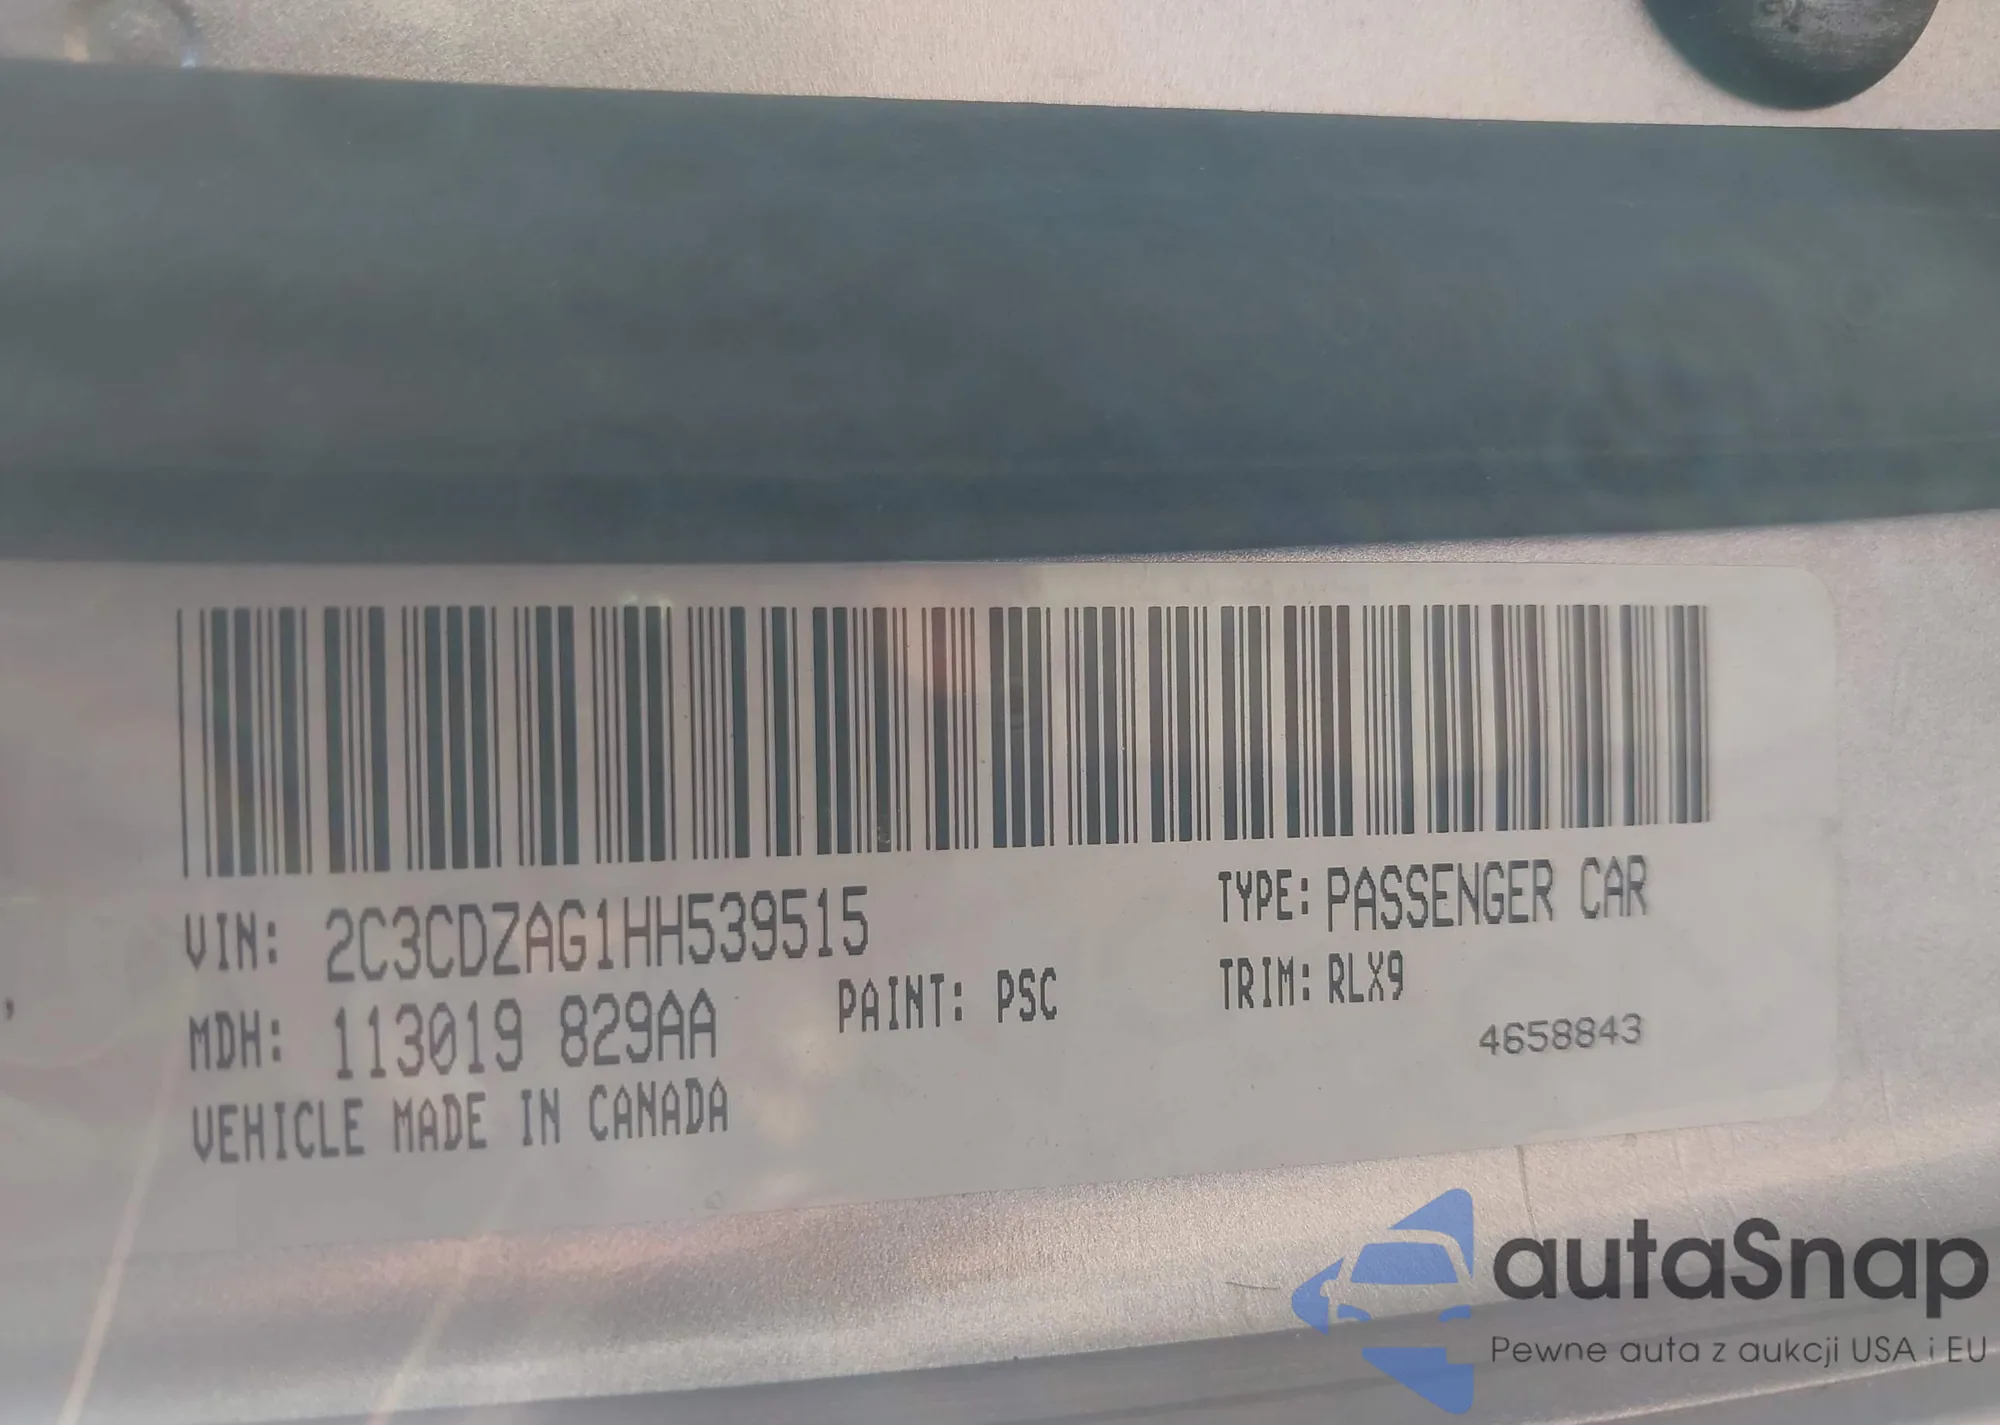 VIN: 2C3CDZAG1HH539515
TYPE: PASSENGER CAR
MDH: 113019 829AA
PAINT: PSC
TRIM: RLX9
4658843
VEHICLE MADE IN CANADA
autaSnap
Pewne auta z aukcji USA i EU